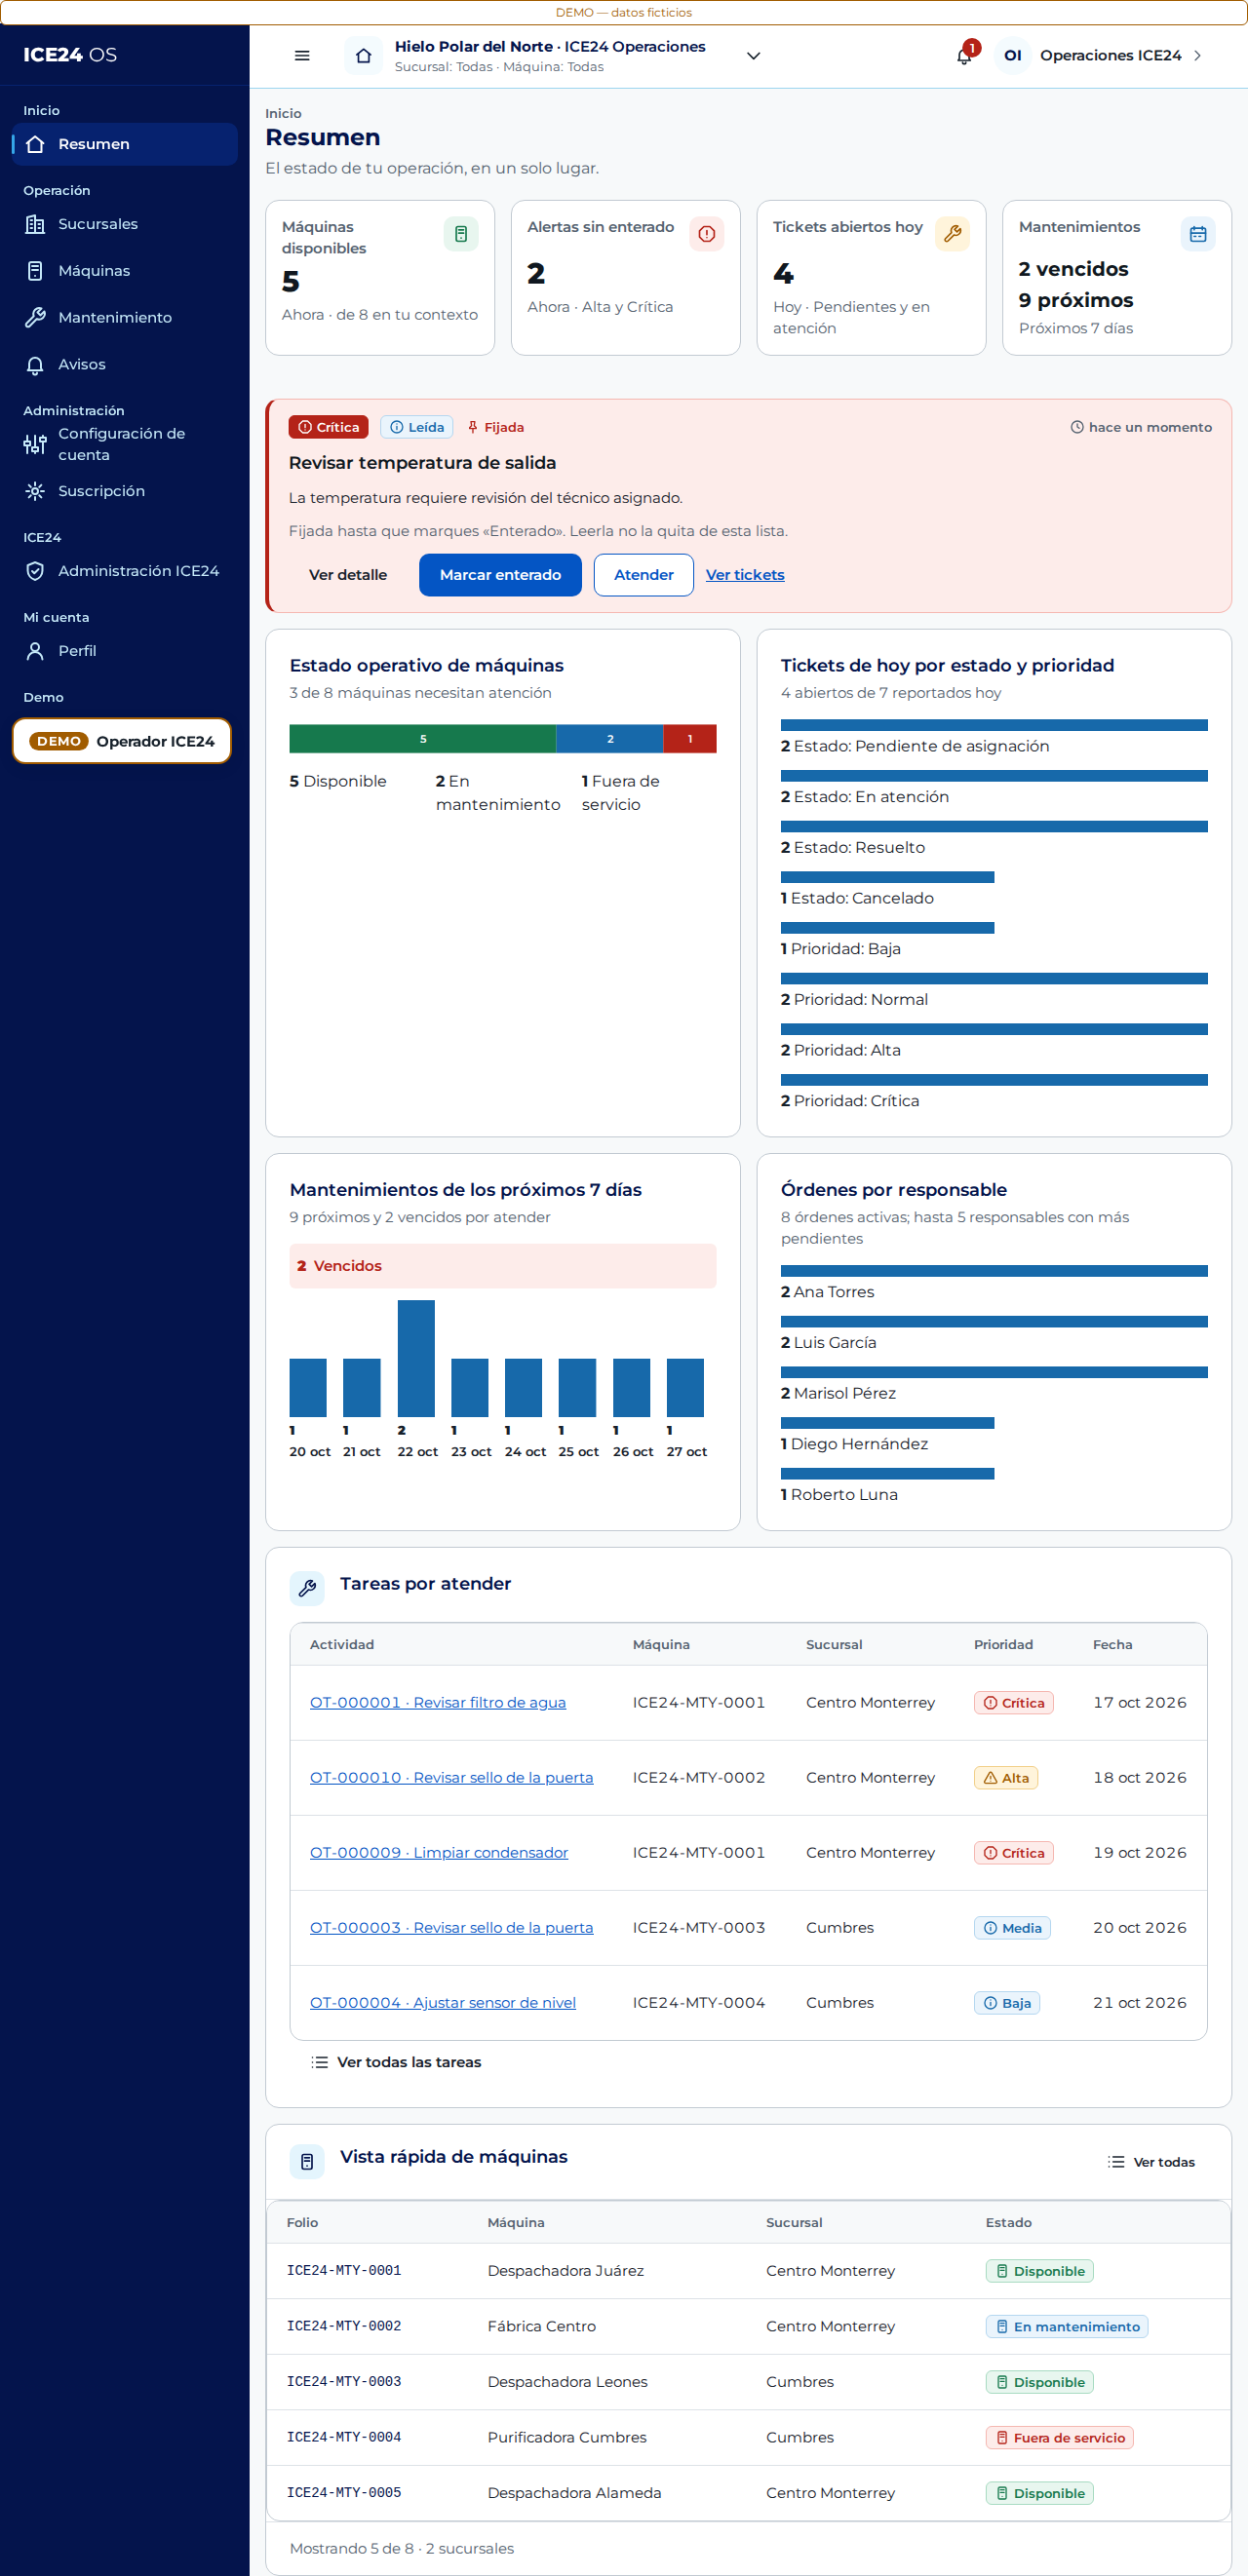 DEMO — datos ficticios
ICE24 OS
Inicio
Resumen
Operación
Sucursales
Máquinas
Mantenimiento
Avisos
Administración
Configuración de
cuenta
Suscripción
ICE24
Administración ICE24
Mi cuenta
Perfil
Demo
DEMO Operador ICE24
Hielo Polar del Norte · ICE24 Operaciones
Sucursal: Todas · Máquina: Todas
1
OI Operaciones ICE24
Inicio
Resumen
El estado de tu operación, en un solo lugar.
Máquinas
disponibles
5
Ahora · de 8 en tu contexto
Alertas sin enterado
2
Ahora · Alta y Crítica
Tickets abiertos hoy
4
Hoy · Pendientes y en
atención
Mantenimientos
2 vencidos
9 próximos
Próximos 7 días
Crítica Leída Fijada hace un momento
Revisar temperatura de salida
La temperatura requiere revisión del técnico asignado.
Fijada hasta que marques «Enterado». Leerla no la quita de esta lista.
Ver detalle Marcar enterado Atender Ver tickets
Estado operativo de máquinas
3 de 8 máquinas necesitan atención
5 2 1
5 Disponible
2 En
mantenimiento
1 Fuera de
servicio
Tickets de hoy por estado y prioridad
4 abiertos de 7 reportados hoy
2 Estado: Pendiente de asignación
2 Estado: En atención
2 Estado: Resuelto
1 Estado: Cancelado
1 Prioridad: Baja
2 Prioridad: Normal
2 Prioridad: Alta
2 Prioridad: Crítica
Mantenimientos de los próximos 7 días
9 próximos y 2 vencidos por atender
2 Vencidos
1 1 2 1 1 1 1 1
20 oct 21 oct 22 oct 23 oct 24 oct 25 oct 26 oct 27 oct
Órdenes por responsable
8 órdenes activas; hasta 5 responsables con más
pendientes
2 Ana Torres
2 Luis García
2 Marisol Pérez
1 Diego Hernández
1 Roberto Luna
Tareas por atender
Actividad Máquina Sucursal Prioridad Fecha
OT-000001 · Revisar filtro de agua ICE24-MTY-0001 Centro Monterrey Crítica 17 oct 2026
OT-000010 · Revisar sello de la puerta ICE24-MTY-0002 Centro Monterrey Alta 18 oct 2026
OT-000009 · Limpiar condensador ICE24-MTY-0001 Centro Monterrey Crítica 19 oct 2026
OT-000003 · Revisar sello de la puerta ICE24-MTY-0003 Cumbres Media 20 oct 2026
OT-000004 · Ajustar sensor de nivel ICE24-MTY-0004 Cumbres Baja 21 oct 2026
Ver todas las tareas
Vista rápida de máquinas Ver todas
Folio Máquina Sucursal Estado
ICE24-MTY-0001 Despachadora Juárez Centro Monterrey Disponible
ICE24-MTY-0002 Fábrica Centro Centro Monterrey En mantenimiento
ICE24-MTY-0003 Despachadora Leones Cumbres Disponible
ICE24-MTY-0004 Purificadora Cumbres Cumbres Fuera de servicio
ICE24-MTY-0005 Despachadora Alameda Centro Monterrey Disponible
Mostrando 5 de 8 · 2 sucursales